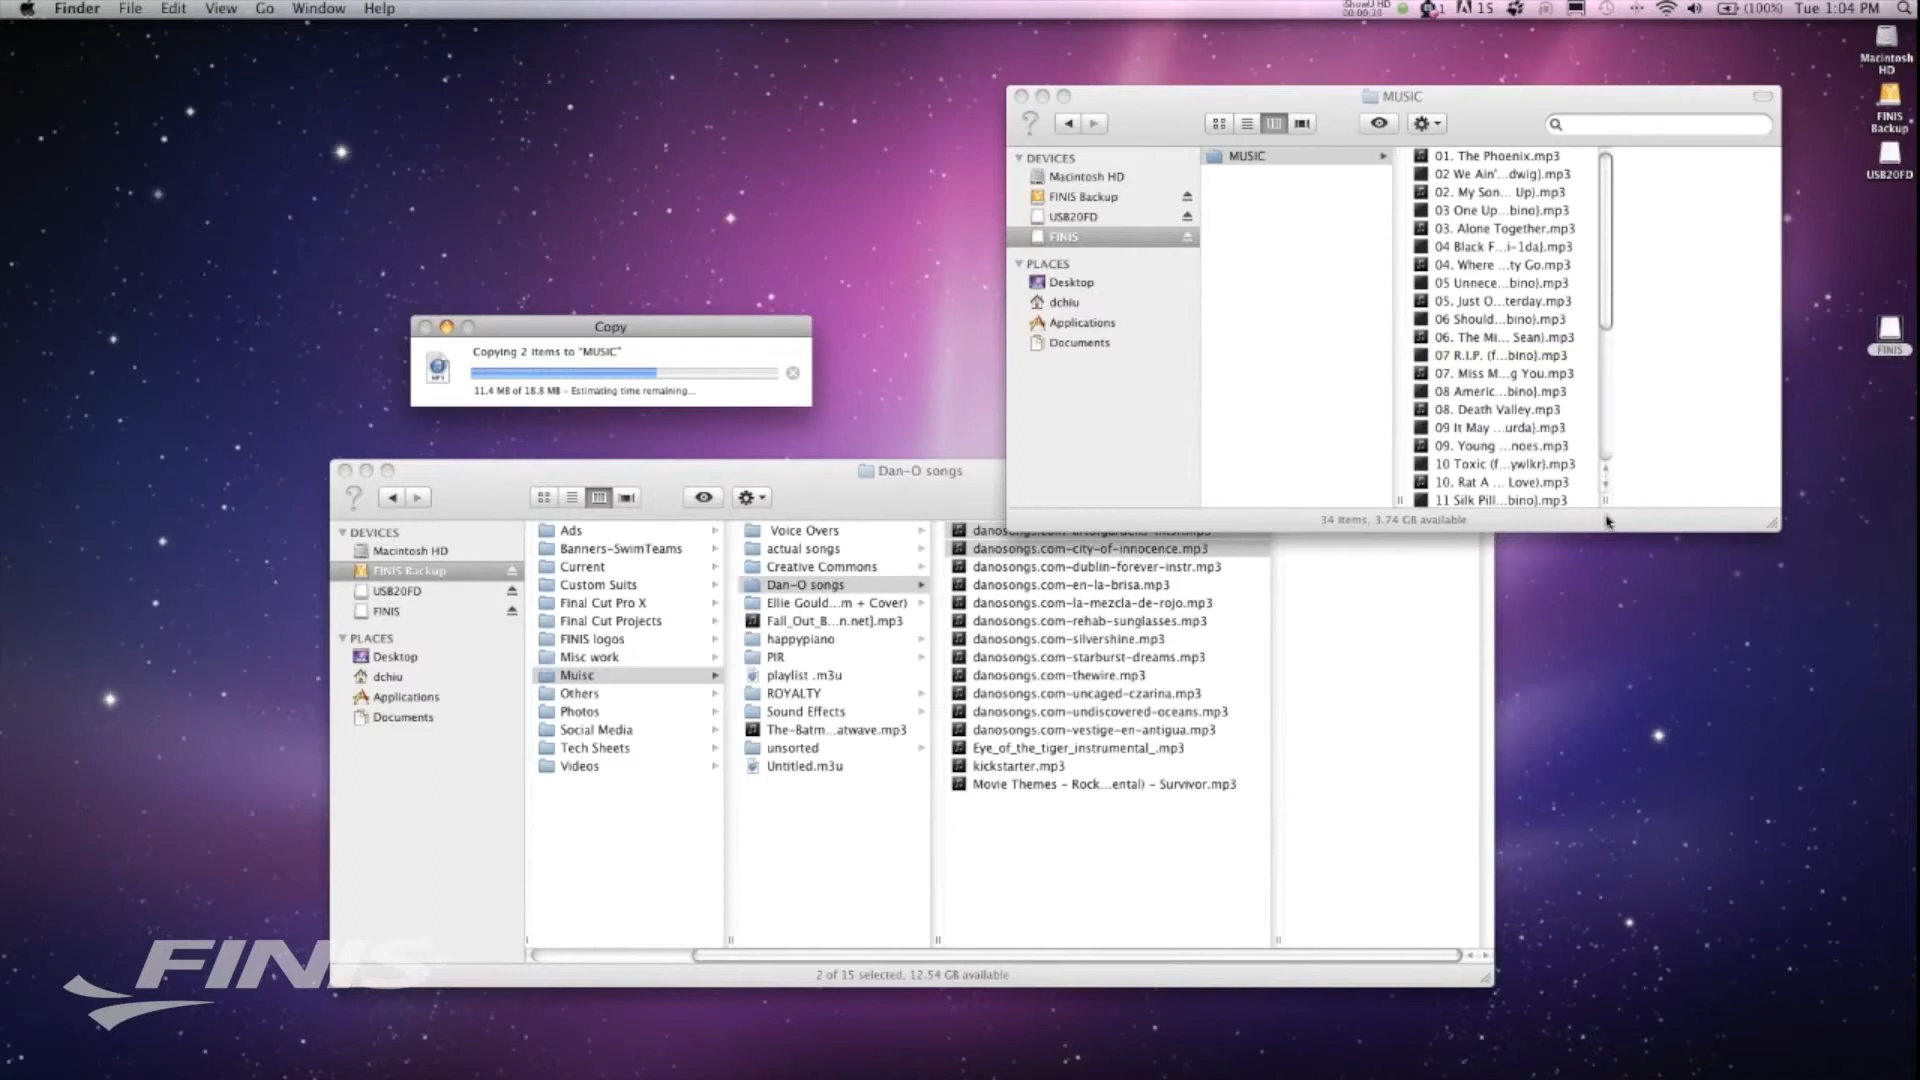 Finder File Edit View Go Window Help
iShowU HD
00:00:39
1
15
(100%)
Tue 1:04 PM
Macintosh
HD
FINIS
Backup
USB20FD
FINIS
MUSIC
DEVICES
Macintosh HD
FINIS Backup
USB20FD
FINIS
PLACES
Desktop
dchiu
Applications
Documents
MUSIC
01. The Phoenix.mp3
02 We Ain'...dwig}.mp3
02. My Son... Up).mp3
03 One Up...bino}.mp3
03. Alone Together.mp3
04 Black F...i-1da}.mp3
04. Where ...ty Go.mp3
05 Unnece...bino}.mp3
05. Just O...terday.mp3
06 Should...bino}.mp3
06. The Mi... Sean).mp3
07 R.I.P. (f...bino}.mp3
07. Miss M...g You.mp3
08 Americ...bino}.mp3
08. Death Valley.mp3
09 It May ...urda}.mp3
09. Young ...noes.mp3
10 Toxic (f...ywlkr}.mp3
10. Rat A ... Love).mp3
11 Silk Pill...bino}.mp3
34 items, 3.74 GB available
Copy
Copying 2 items to "MUSIC"
MP3
11.4 MB of 18.8 MB - Estimating time remaining...
Dan-O songs
DEVICES
Macintosh HD
FINIS Backup
USB20FD
FINIS
PLACES
Desktop
dchiu
Applications
Documents
Ads
Banners-SwimTeams
Current
Custom Suits
Final Cut Pro X
Final Cut Projects
FINIS logos
Misc work
Muisc
Others
Photos
Social Media
Tech Sheets
Videos
Voice Overs
actual songs
Creative Commons
Dan-O songs
Ellie Gould...m + Cover)
Fall_Out_B...n.net].mp3
happypiano
PIR
playlist .m3u
ROYALTY
Sound Effects
The-Batm...atwave.mp3
unsorted
Untitled.m3u
danosongs.com-city-of-innocence.mp3
danosongs.com-dublin-forever-instr.mp3
danosongs.com-en-la-brisa.mp3
danosongs.com-la-mezcla-de-rojo.mp3
danosongs.com-rehab-sunglasses.mp3
danosongs.com-silvershine.mp3
danosongs.com-starburst-dreams.mp3
danosongs.com-thewire.mp3
danosongs.com-uncaged-czarina.mp3
danosongs.com-undiscovered-oceans.mp3
danosongs.com-vestige-en-antigua.mp3
Eye_of_the_tiger_instrumental_.mp3
kickstarter.mp3
Movie Themes - Rock...ental) - Survivor.mp3
2 of 15 selected, 12.54 GB available
FINIS